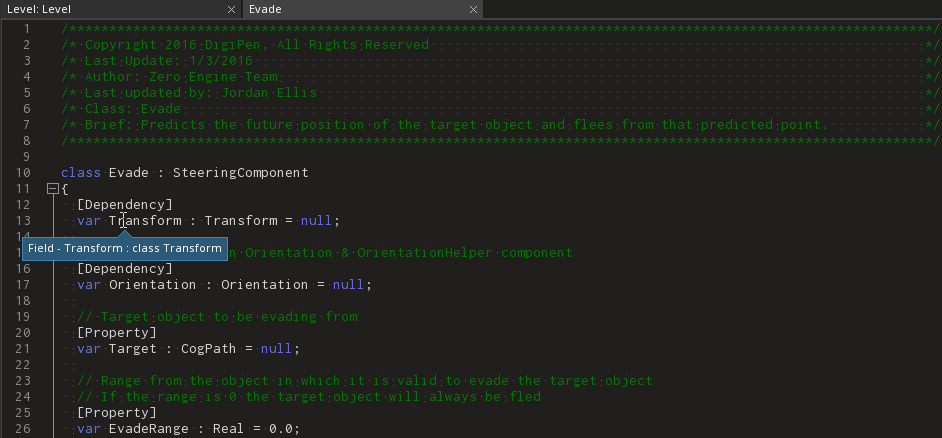 Level: Level × Evade ×
1 /******************************************************************************************************/
2 /* Copyright 2016 DigiPen, All Rights Reserved */
3 /* Last Update: 1/3/2016 */
4 /* Author: Zero Engine Team */
5 /* Last updated by: Jordan Ellis */
6 /* Class: Evade */
7 /* Brief: Predicts the future position of the target object and flees from that predicted point. */
8 /******************************************************************************************************/
9
10 class Evade : SteeringComponent
11 {
12 [Dependency]
13 var Transform : Transform = null;
14
Field - Transform : class Transform
Orientation & OrientationHelper component
16 [Dependency]
17 var Orientation : Orientation = null;
18
19 // Target object to be evading from
20 [Property]
21 var Target : CogPath = null;
22
23 // Range from the object in which it is valid to evade the target object
24 // If the range is 0 the target object will always be fled
25 [Property]
26 var EvadeRange : Real = 0.0;